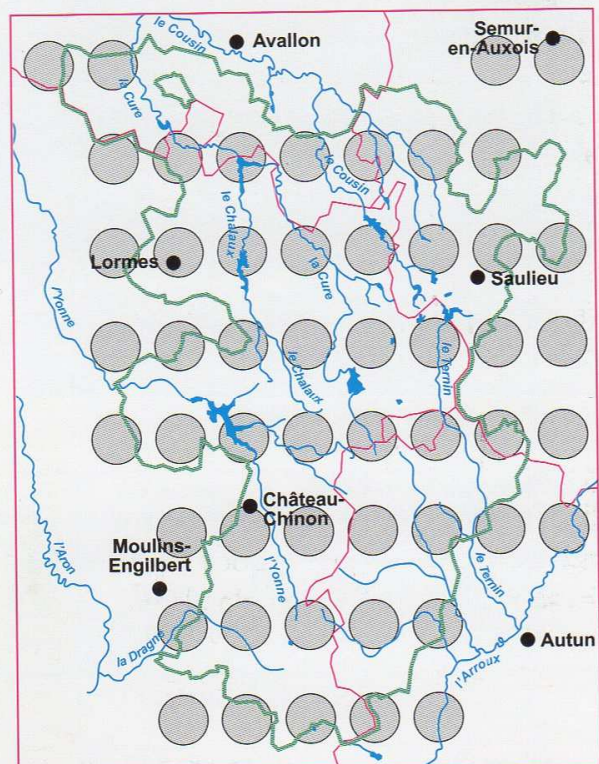 le Cousin
Avallon
Semur-
en-Auxois
la Cure
le Cousin
le Chalaux
Lormes
la Cure
Saulieu
l'Yonne
le Ternin
le Chalaux
Château-
Chinon
Moulins-
Engilbert
l'Aron
l'Yonne
le Ternin
la Dragne
Autun
l'Arroux